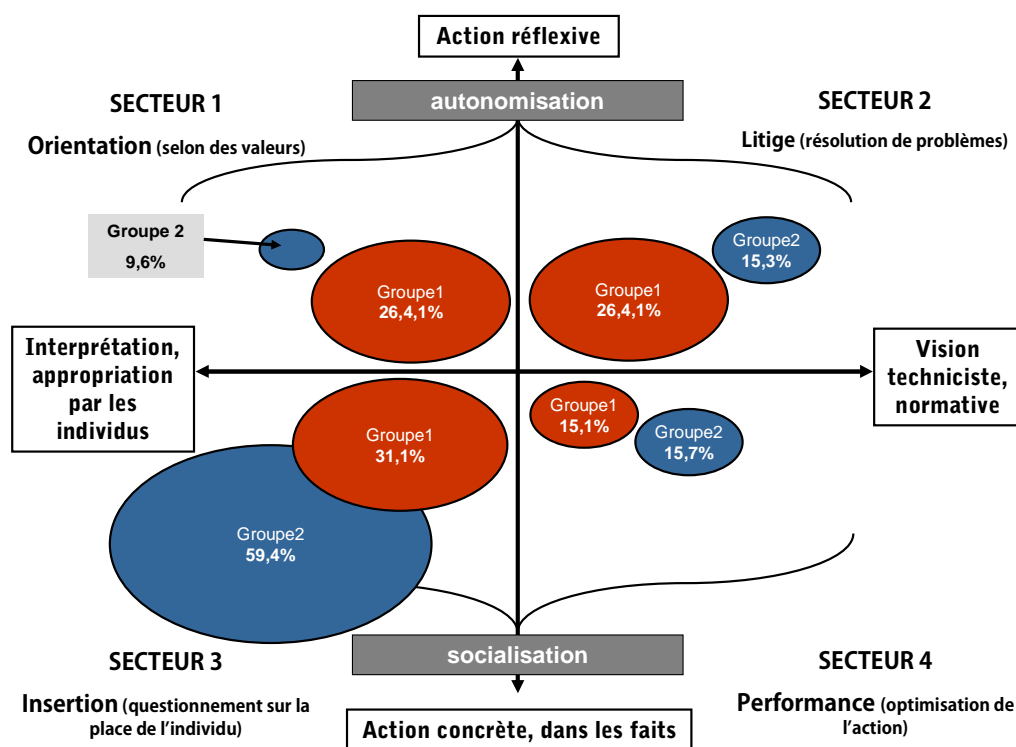 Action réflexive
autonomisation
SECTEUR 1
Orientation (selon des valeurs)
SECTEUR 2
Litige (résolution de problèmes)
Groupe 2
9,6%
Groupe1
26,4,1%
Groupe1
26,4,1%
Groupe2
15,3%
Interprétation,
appropriation
par les
individus
Vision
techniciste,
normative
Groupe1
31,1%
Groupe1
15,1%
Groupe2
15,7%
Groupe2
59,4%
socialisation
SECTEUR 3
Insertion (questionnement sur la
place de l'individu)
SECTEUR 4
Performance (optimisation de
l'action)
Action concrète, dans les faits